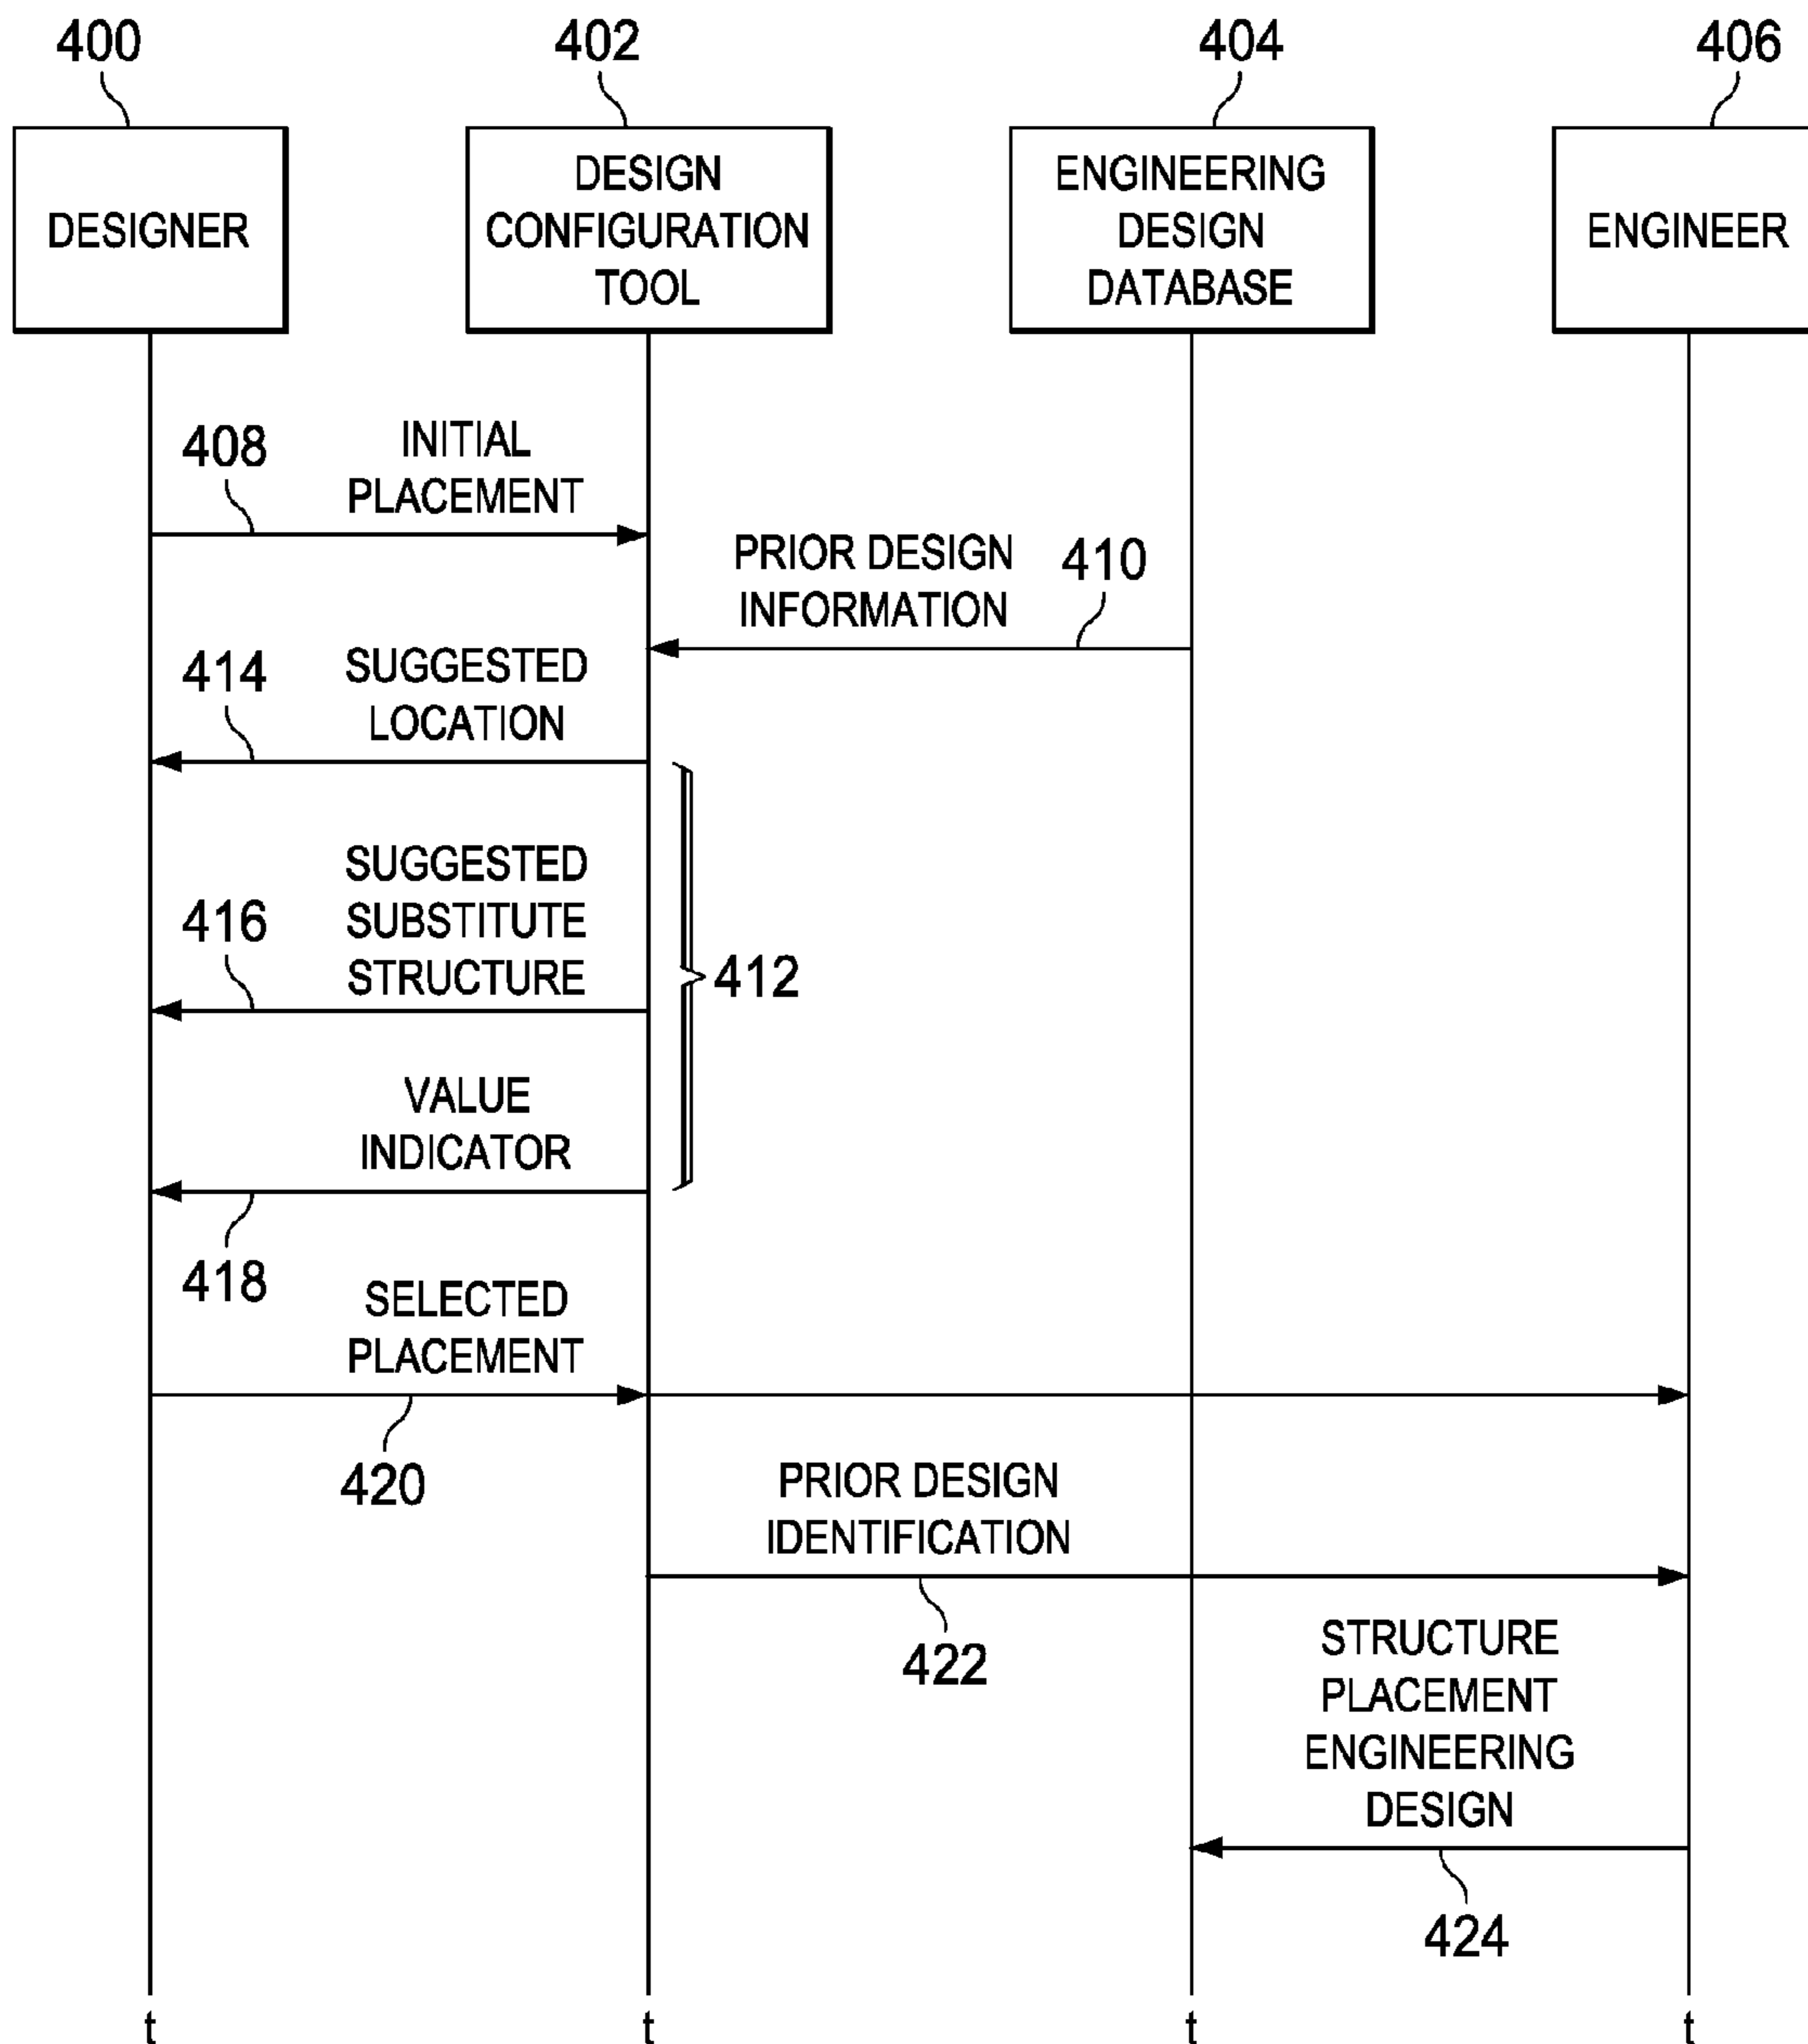 400
402
404
406
DESIGNER
DESIGN
CONFIGURATION
TOOL
ENGINEERING
DESIGN
DATABASE
ENGINEER
408
INITIAL
PLACEMENT
PRIOR DESIGN
INFORMATION
410
414
SUGGESTED
LOCATION
416
SUGGESTED
SUBSTITUTE
STRUCTURE
412
VALUE
INDICATOR
418
SELECTED
PLACEMENT
420
PRIOR DESIGN
IDENTIFICATION
422
STRUCTURE
PLACEMENT
ENGINEERING
DESIGN
424
t
t
t
t